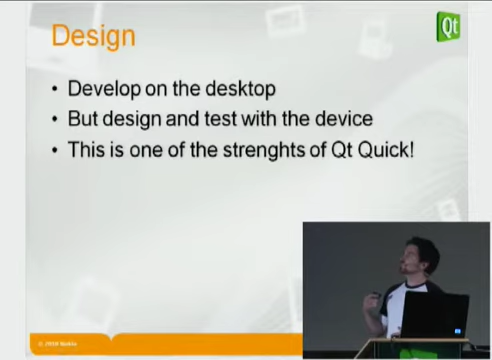 Design
Qt
• Develop on the desktop
• But design and test with the device
• This is one of the strenghts of Qt Quick!